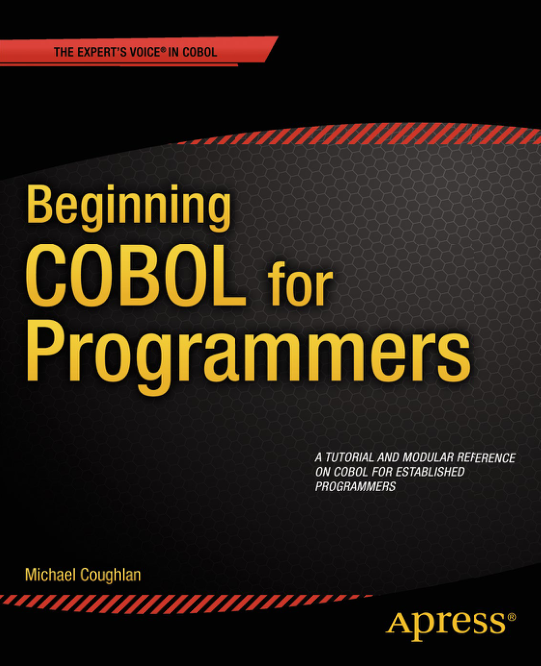 THE EXPERT'S VOICE® IN COBOL
Beginning
COBOL for
Programmers
A TUTORIAL AND MODULAR REFERENCE
ON COBOL FOR ESTABLISHED
PROGRAMMERS
Michael Coughlan
Apress®